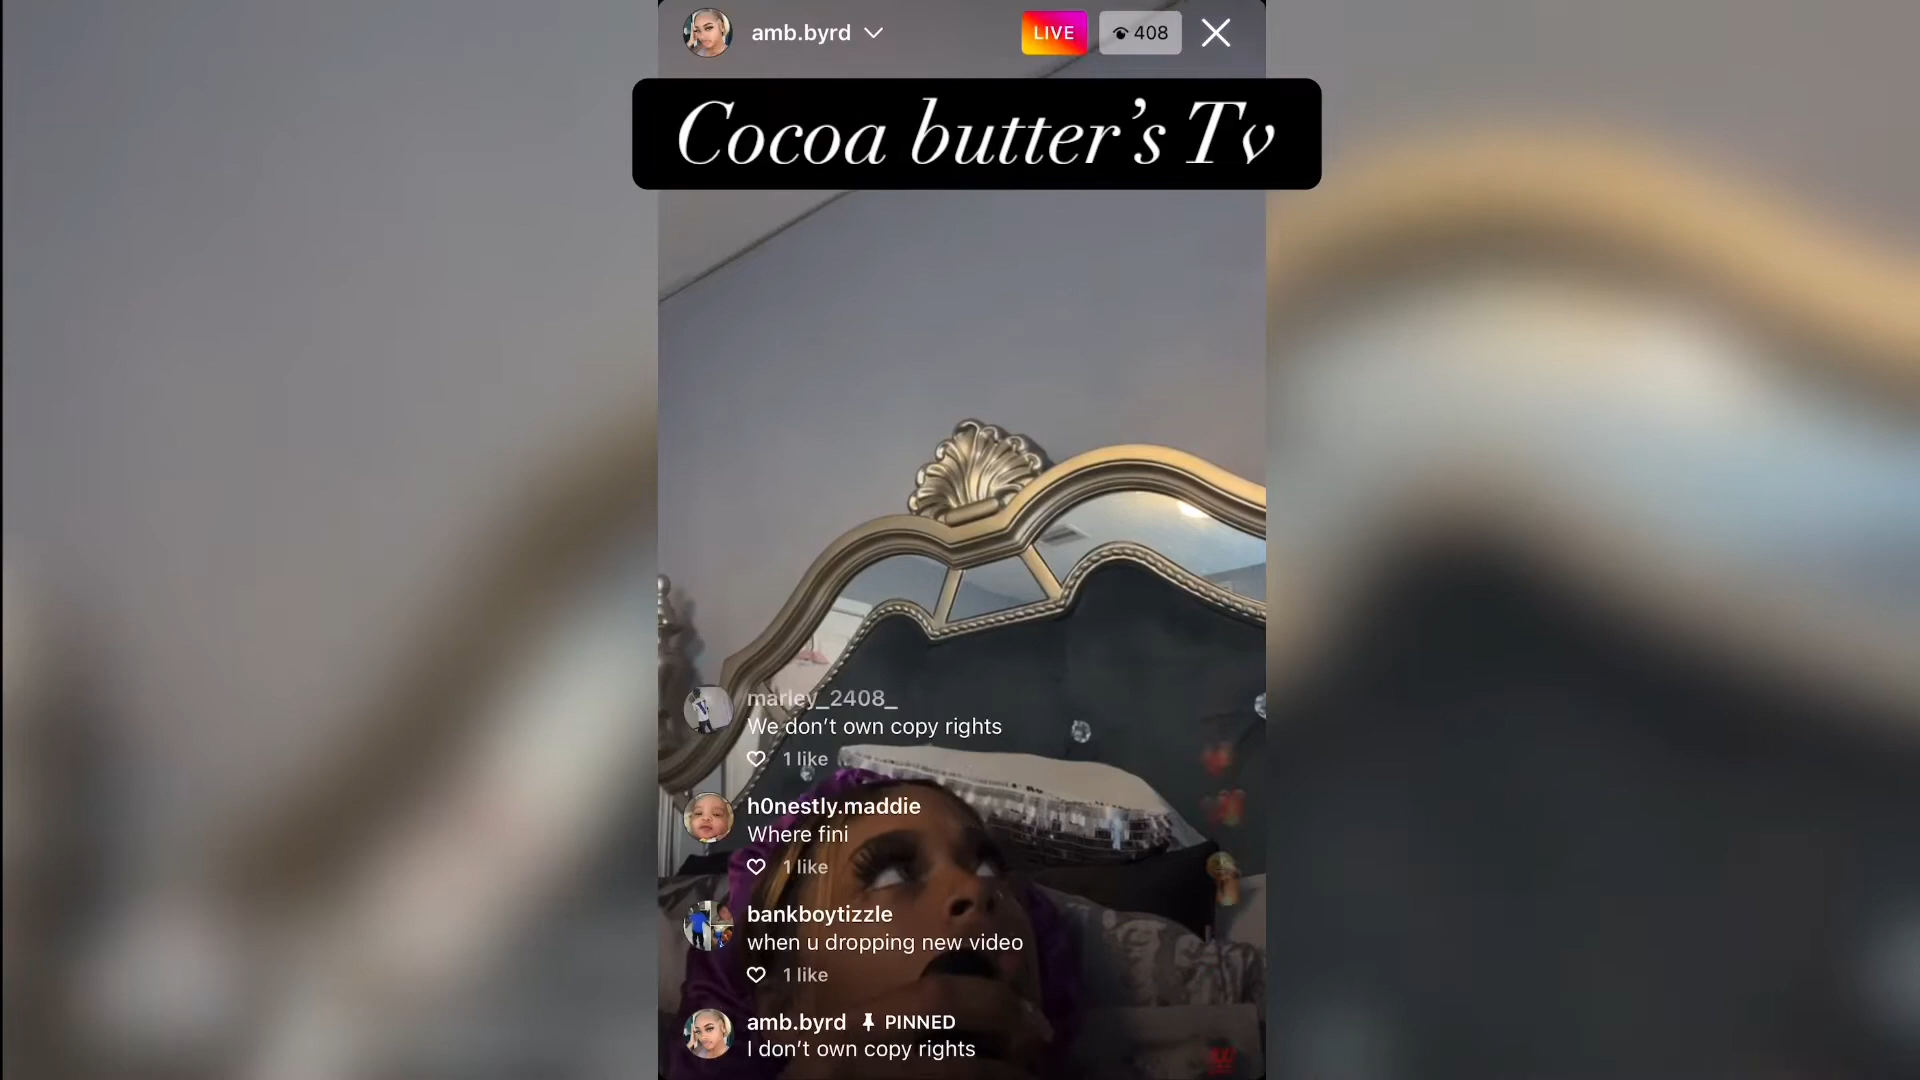 amb.byrd
LIVE
408
Cocoa butter’s Tv
marley_2408_
We don’t own copy rights
1 like
h0nestly.maddie
Where fini
1 like
bankboytizzle
when u dropping new video
1 like
amb.byrd PINNED
I don’t own copy rights